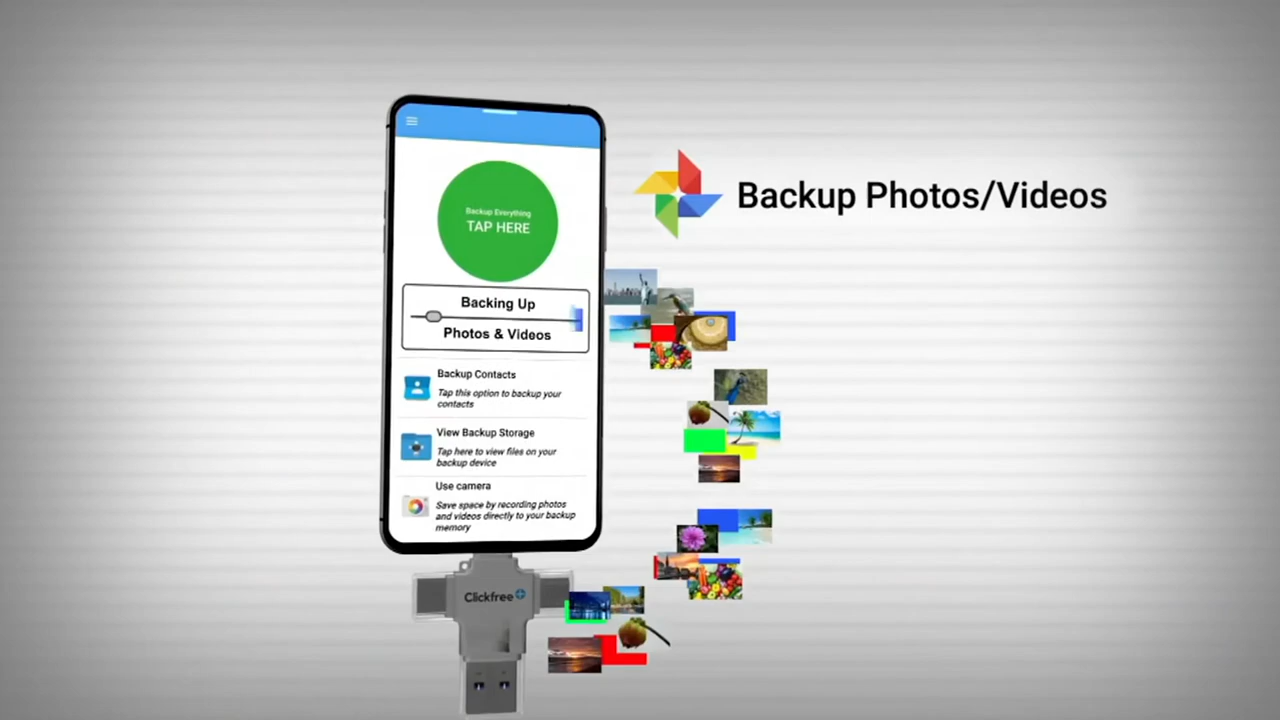 Backup Everything
TAP HERE
Backing Up
Photos & Videos
Backup Contacts
Tap this option to backup your
contacts
View Backup Storage
Tap here to view files on your
backup device
Use camera
Save space by recording photos
and videos directly to your backup
memory
Backup Photos/Videos
Clickfree